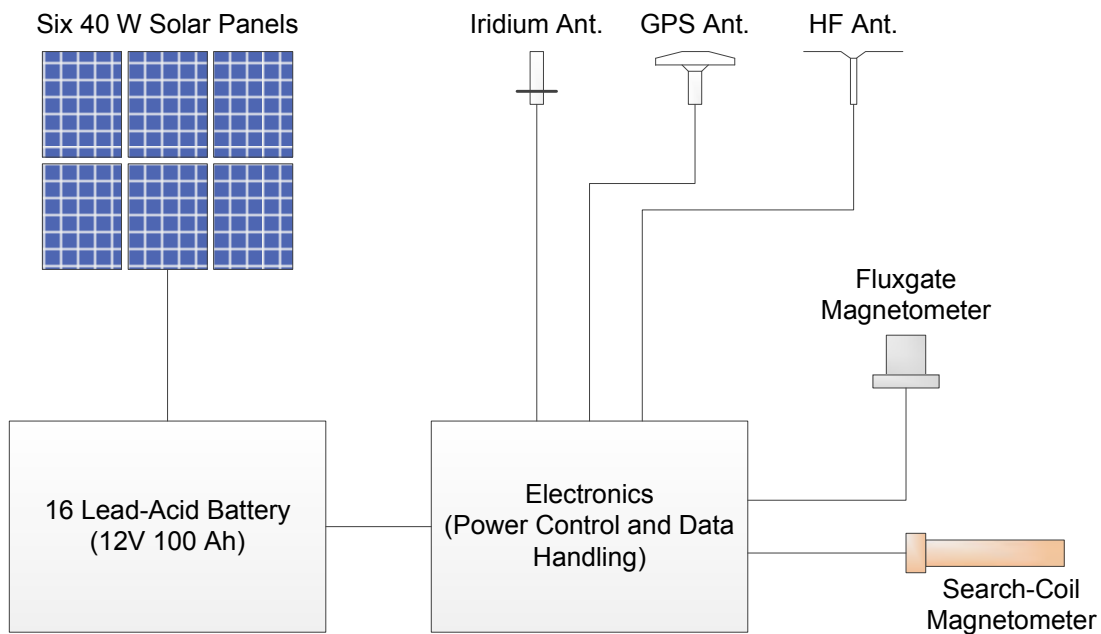 Six 40 W Solar Panels
Iridium Ant.
GPS Ant.
HF Ant.
Fluxgate
Magnetometer
16 Lead-Acid Battery
(12V 100 Ah)
Electronics
(Power Control and Data
Handling)
Search-Coil
Magnetometer